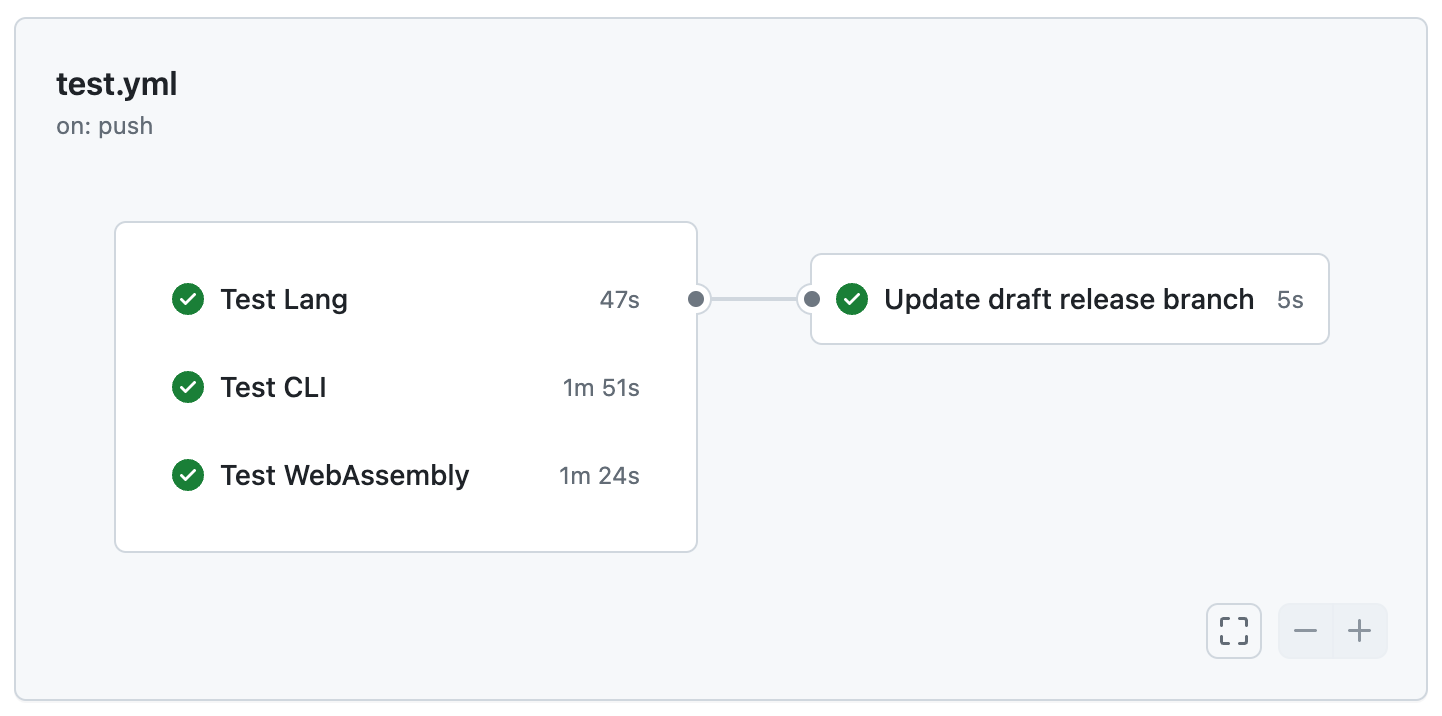 test.yml
on: push
Test Lang 47s
Test CLI 1m 51s
Test WebAssembly 1m 24s
Update draft release branch 5s